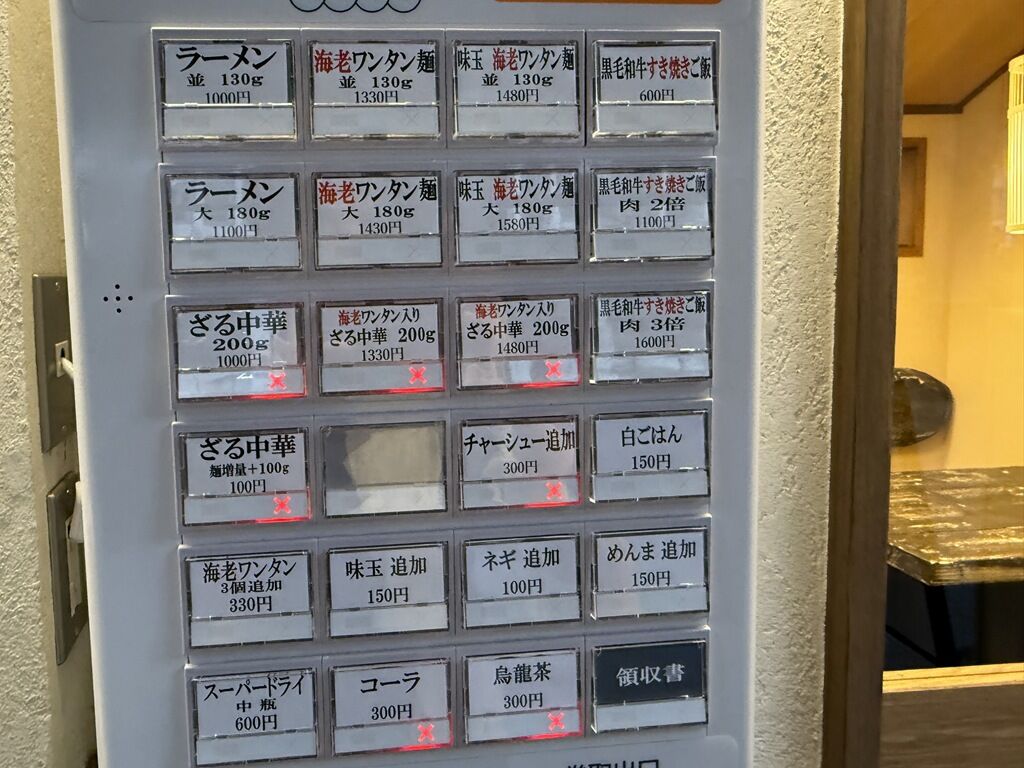 ラーメン
並 130g
1000円
海老ワンタン麺
並 130g
1330円
味玉 海老ワンタン麺
並 130g
1480円
黒毛和牛すき焼きご飯
600円
ラーメン
大 180g
1100円
海老ワンタン麺
大 180g
1430円
味玉 海老ワンタン麺
大 180g
1580円
黒毛和牛すき焼きご飯
肉 2倍
1100円
ざる中華
200g
1000円
海老ワンタン入り
ざる中華 200g
1330円
海老ワンタン入り
ざる中華 200g
1480円
黒毛和牛すき焼きご飯
肉 3倍
1600円
ざる中華
麺増量+100g
100円
チャーシュー追加
300円
白ごはん
150円
海老ワンタン
3個追加
330円
味玉 追加
150円
ネギ 追加
100円
めんま 追加
150円
スーパードライ
中 瓶
600円
コーラ
300円
烏龍茶
300円
領収書